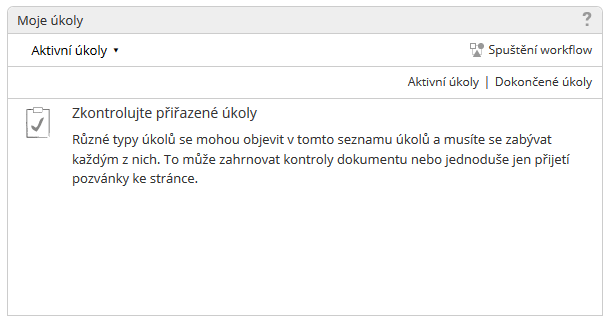 Moje úkoly
?
Aktivní úkoly
Spuštění workflow
Aktivní úkoly | Dokončené úkoly
Zkontrolujte přiřazené úkoly
Různé typy úkolů se mohou objevit v tomto seznamu úkolů a musíte se zabývat
každým z nich. To může zahrnovat kontroly dokumentu nebo jednoduše jen přijetí
pozvánky ke stránce.